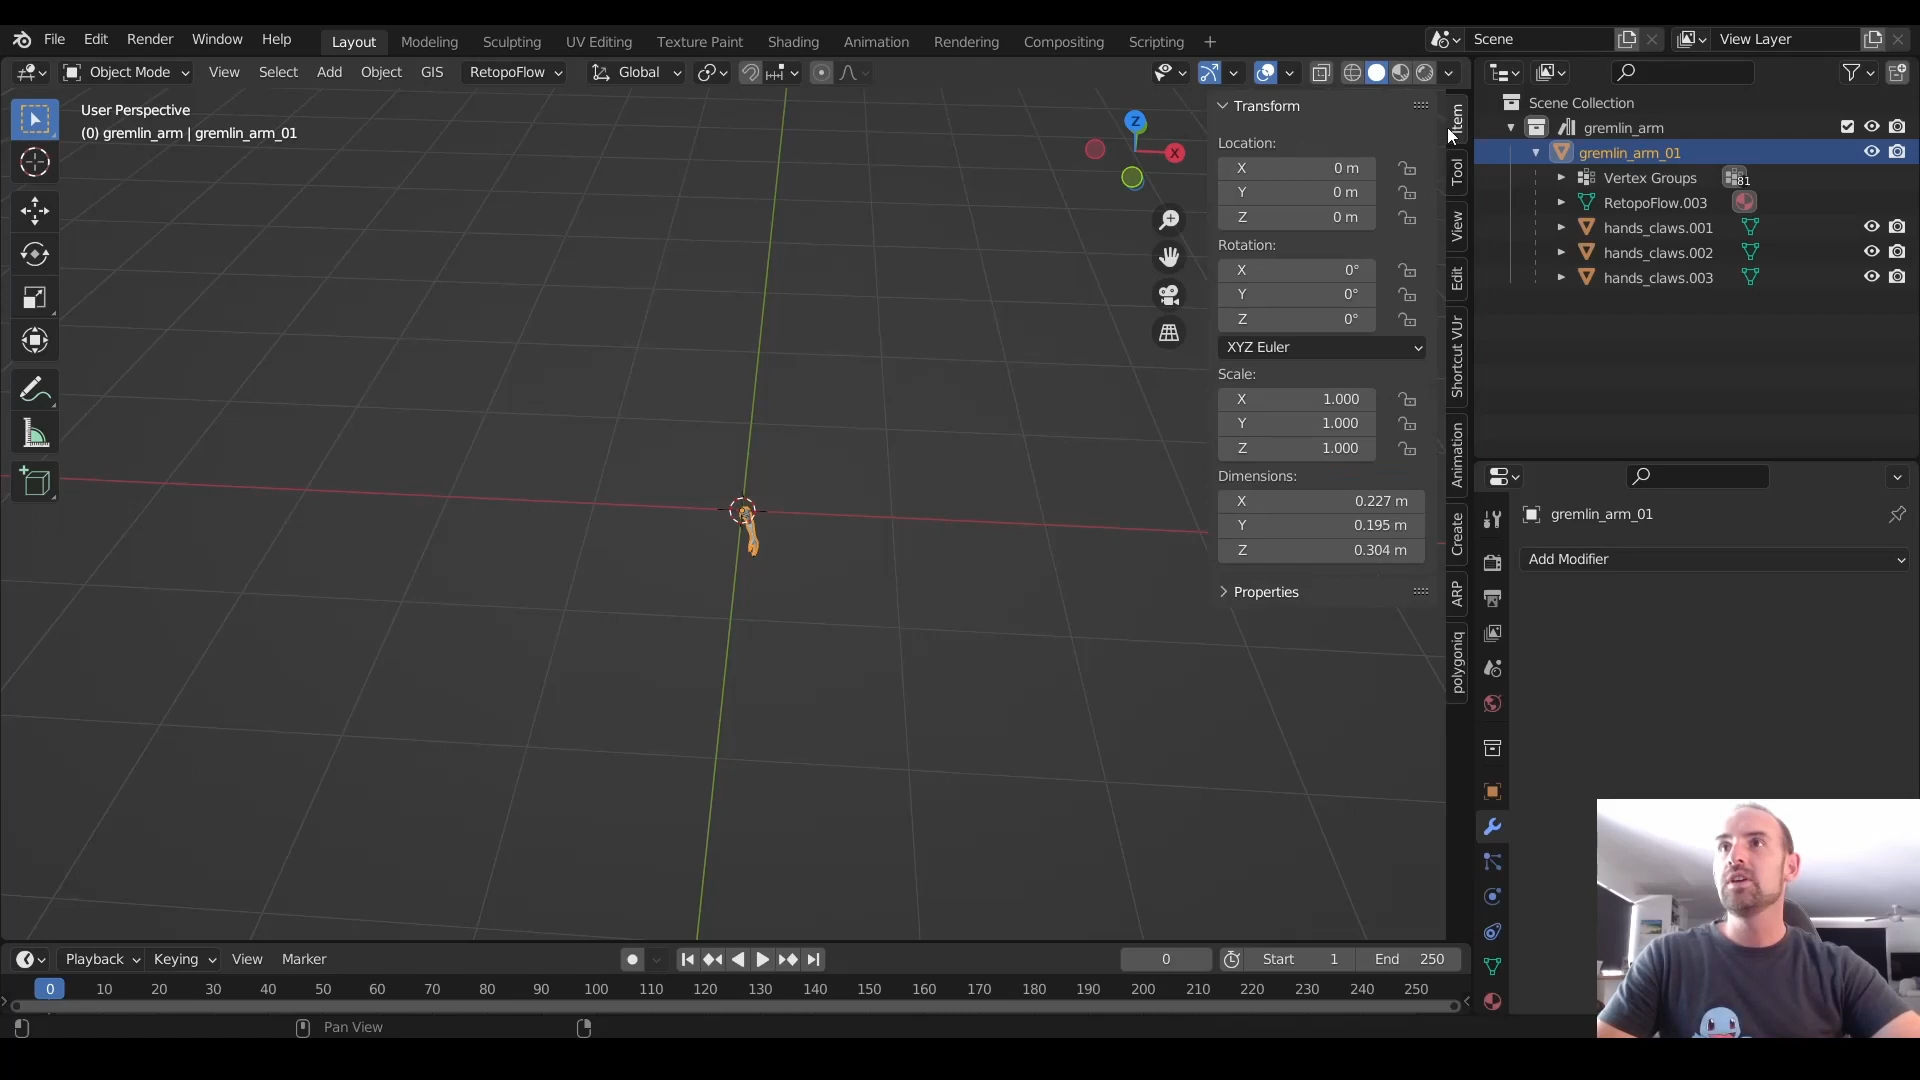 File Edit Render Window Help Layout Modeling Sculpting UV Editing Texture Paint Shading Animation Rendering Compositing Scripting + Scene View Layer
Object Mode View Select Add Object GIS RetopoFlow Global
User Perspective
(0) gremlin_arm | gremlin_arm_01
Z
X
Transform
Location:
X 0 m
Y 0 m
Z 0 m
Rotation:
X 0°
Y 0°
Z 0°
XYZ Euler
Scale:
X 1.000
Y 1.000
Z 1.000
Dimensions:
X 0.227 m
Y 0.195 m
Z 0.304 m
Properties
Item
Tool
View
Edit
Shortcut VUr
Animation
Create
ARP
polygoniq
Scene Collection
gremlin_arm
gremlin_arm_01
Vertex Groups 81
RetopoFlow.003
hands_claws.001
hands_claws.002
hands_claws.003
gremlin_arm_01
Add Modifier
Playback Keying View Marker 0 Start 1 End 250
0 10 20 30 40 50 60 70 80 90 100 110 120 130 140 150 160 170 180 190 200 210 220 230 240 250
Pan View